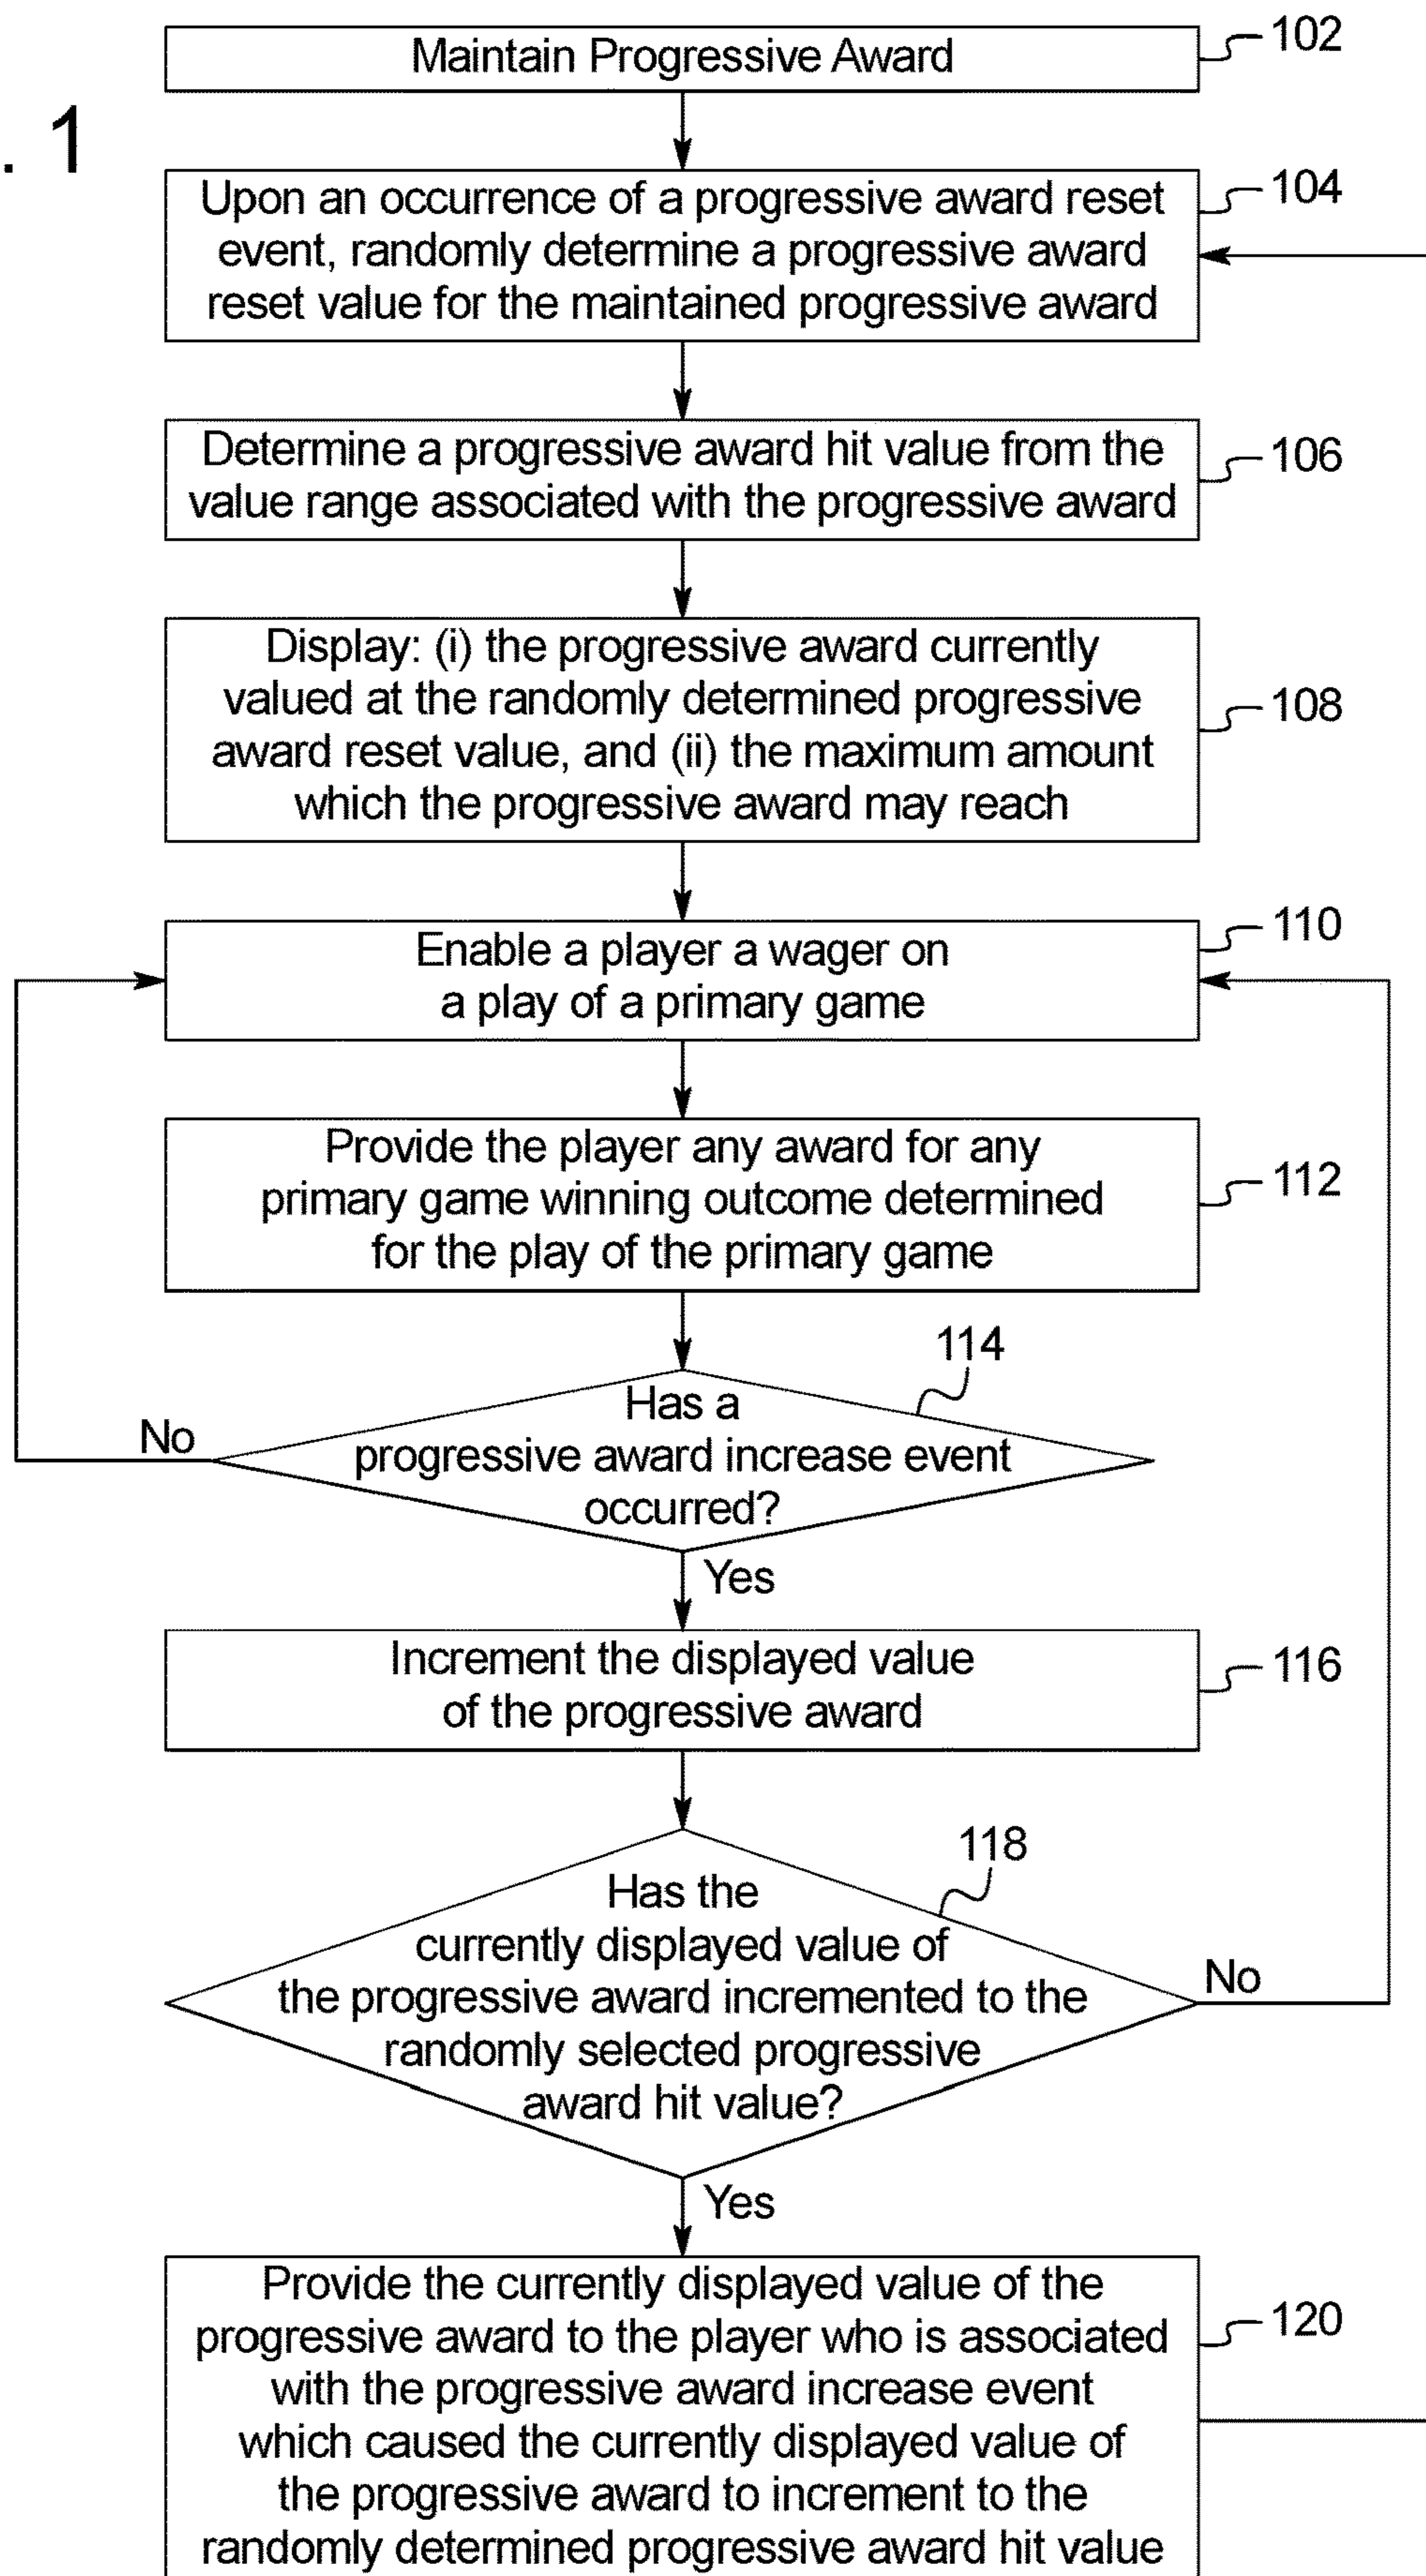 Maintain Progressive Award
102
. 1
Upon an occurrence of a progressive award reset
event, randomly determine a progressive award
reset value for the maintained progressive award
104
Determine a progressive award hit value from the
value range associated with the progressive award
106
Display: (i) the progressive award currently
valued at the randomly determined progressive
award reset value, and (ii) the maximum amount
which the progressive award may reach
108
Enable a player a wager on
a play of a primary game
110
Provide the player any award for any
primary game winning outcome determined
for the play of the primary game
112
114
Has a
progressive award increase event
occurred?
No
Yes
Increment the displayed value
of the progressive award
116
118
Has the
currently displayed value of
the progressive award incremented to the
randomly selected progressive
award hit value?
No
Yes
Provide the currently displayed value of the
progressive award to the player who is associated
with the progressive award increase event
which caused the currently displayed value of
the progressive award to increment to the
randomly determined progressive award hit value
120